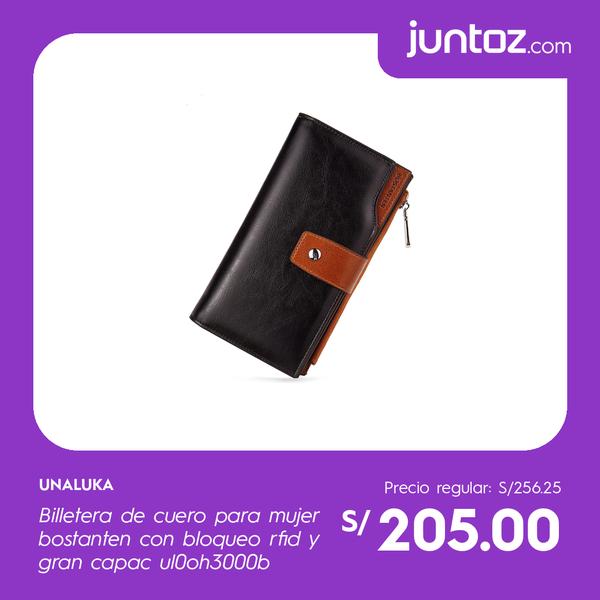 juntoz.com
UNALUKA
Billetera de cuero para mujer
bostanten con bloqueo rfid y
gran capac ul0oh3000b
Precio regular: S/256.25
S/ 205.00